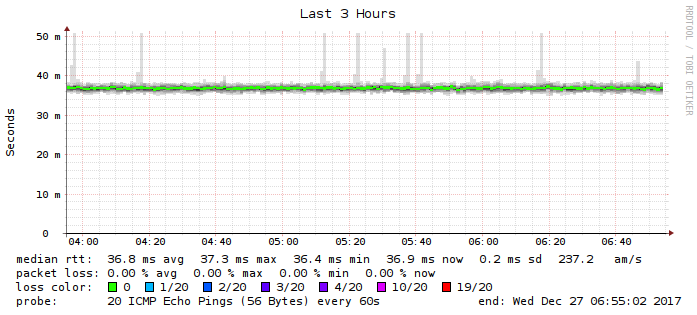 Last 3 Hours
RRDTOOL / TOBI OETIKER
Seconds
50 m
40 m
30 m
20 m
10 m
0
04:00 04:20 04:40 05:00 05:20 05:40 06:00 06:20 06:40
median rtt: 36.8 ms avg 37.3 ms max 36.4 ms min 36.9 ms now 0.2 ms sd 237.2 am/s
packet loss: 0.00 % avg 0.00 % max 0.00 % min 0.00 % now
loss color: 0 1/20 2/20 3/20 4/20 10/20 19/20
probe: 20 ICMP Echo Pings (56 Bytes) every 60s end: Wed Dec 27 06:55:02 2017